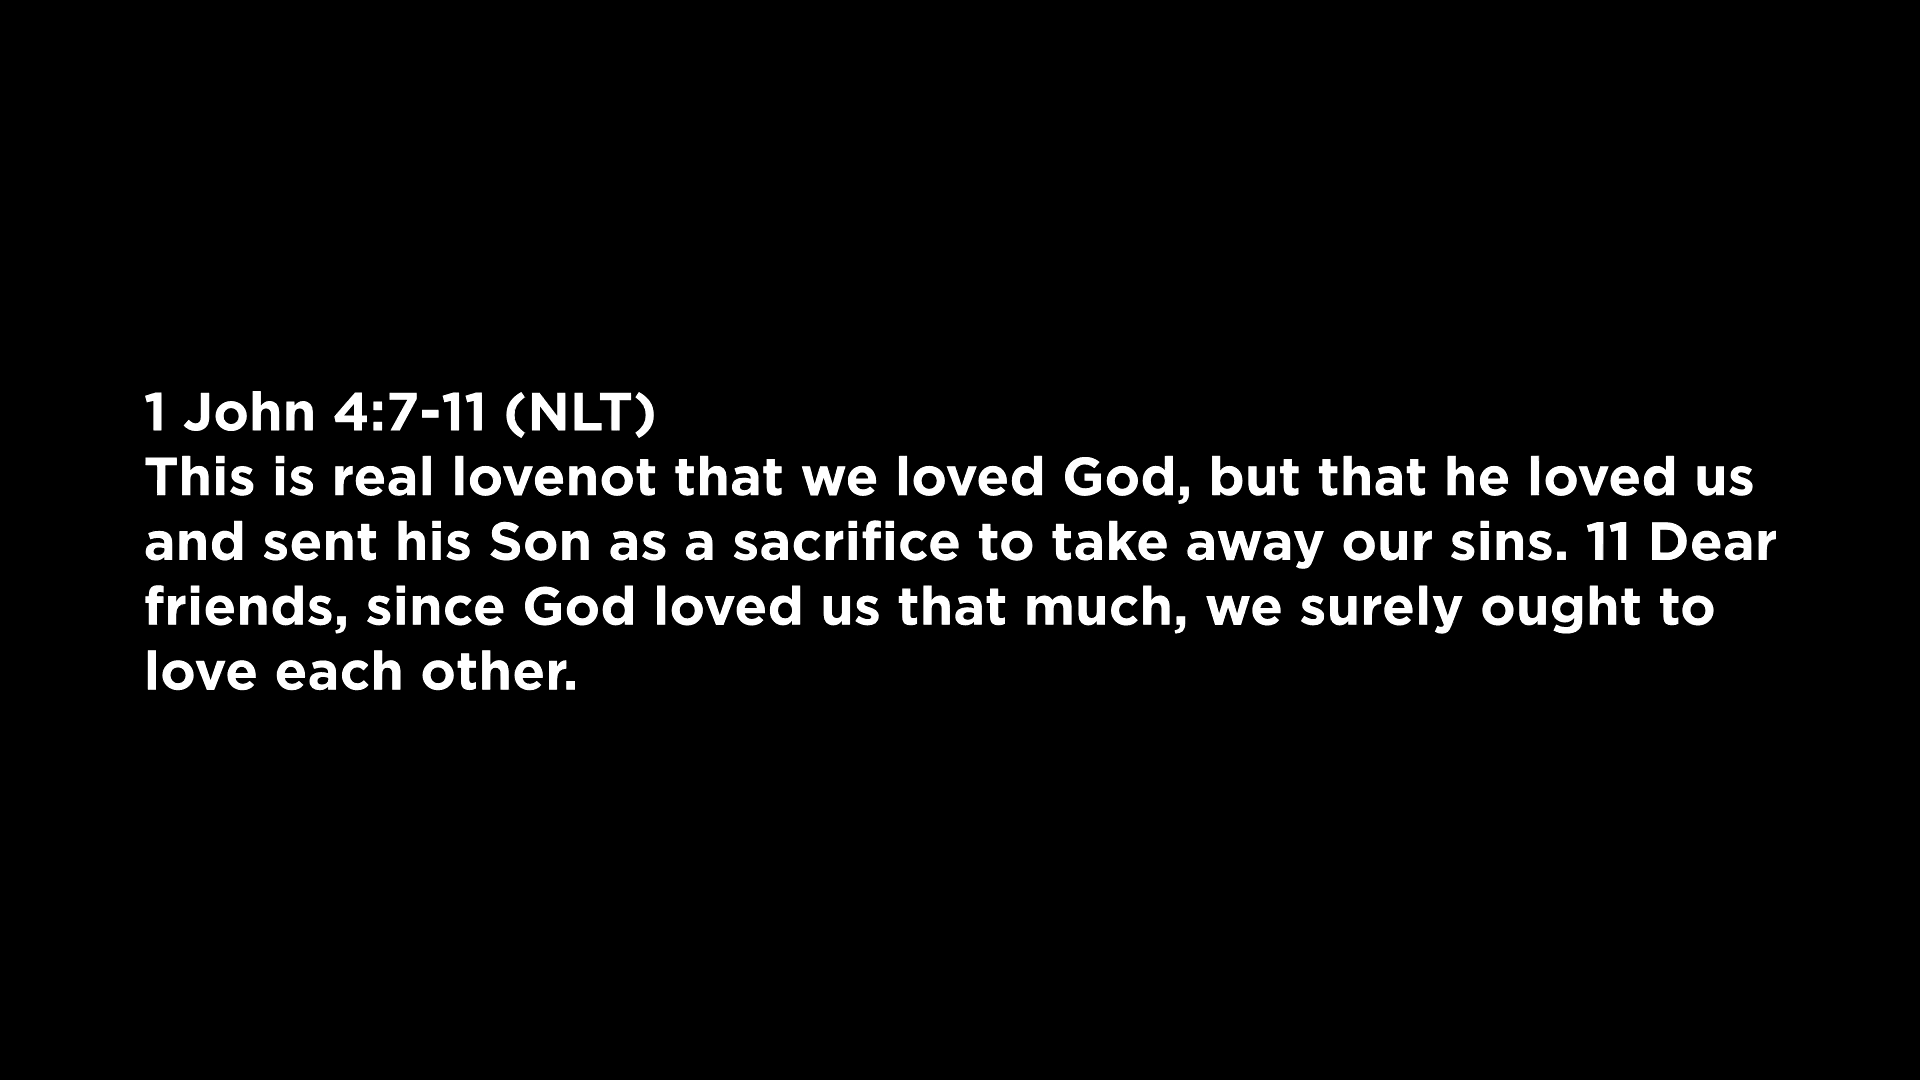 1 John 4:7-11 (NLT)
This is real lovenot that we loved God, but that he loved us
and sent his Son as a sacrifice to take away our sins. 11 Dear
friends, since God loved us that much, we surely ought to
love each other.